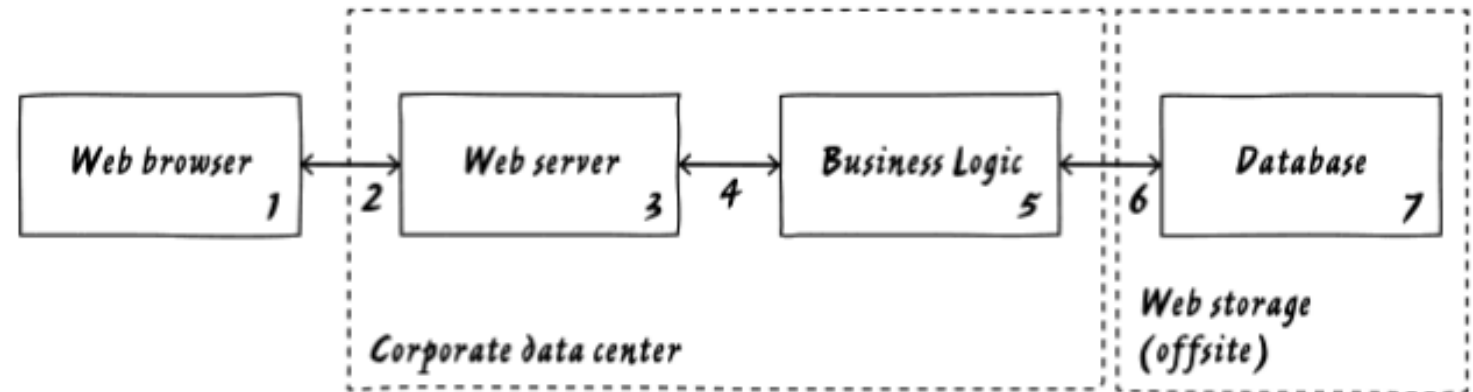 Web browser
1
2
Web server
3
4
Business Logic
5
6
Database
7
Corporate data center
Web storage
(offsite)